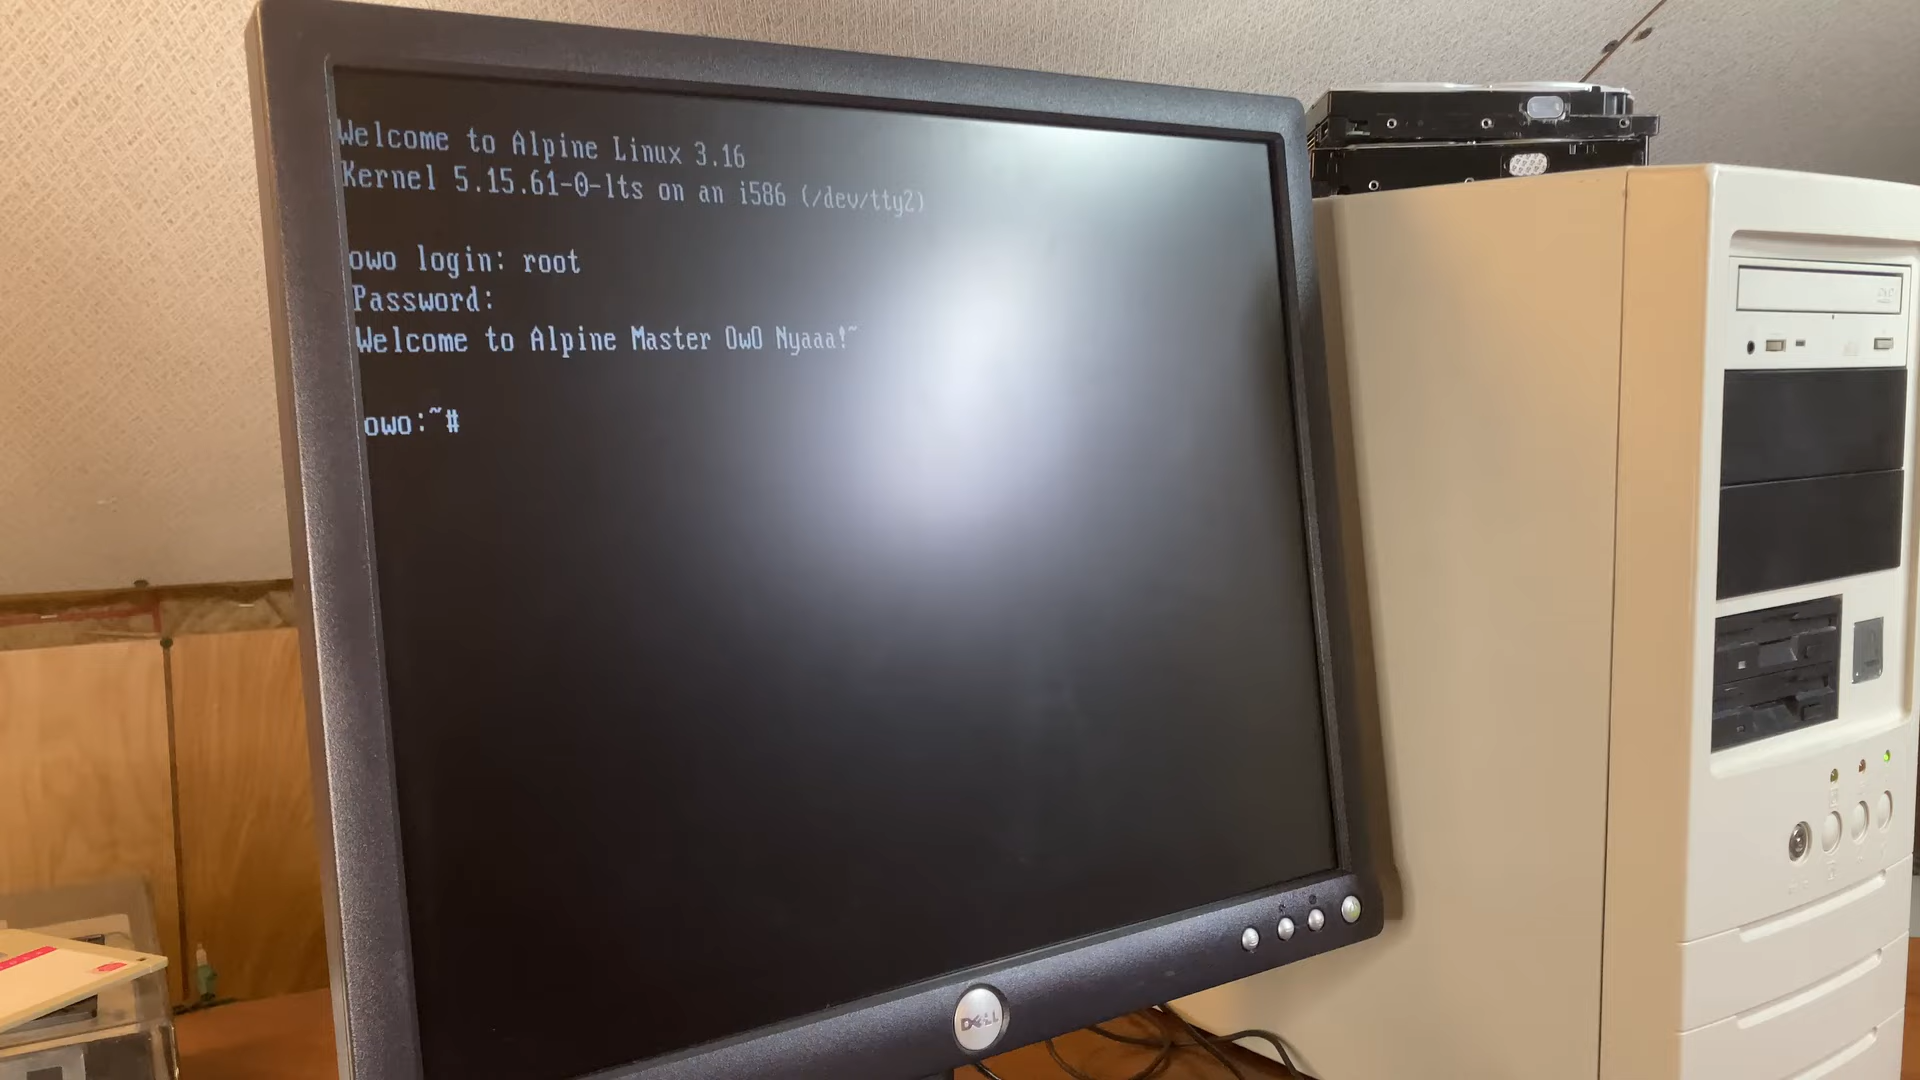 Welcome to Alpine Linux 3.16
Kernel 5.15.61-0-lts on an i586 (/dev/tty2)
owo login: root
Password:
Welcome to Alpine Master OwO Nyaaa!~
owo:~#
DELL